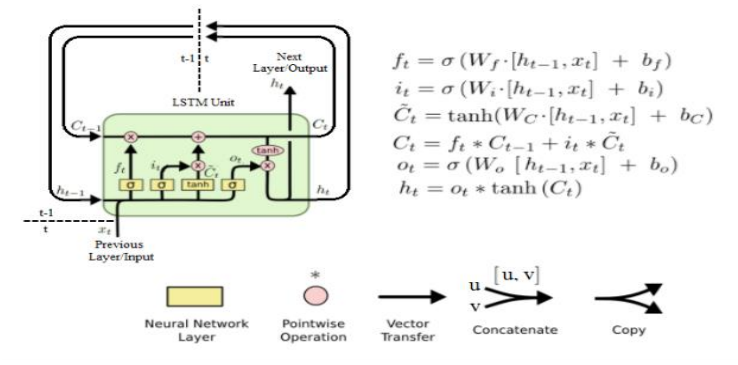 t-1 t
Next
Layer/Output
h_t
LSTM Unit
C_{t-1}
C_t
tanh
f_t
i_t
C̃_t
o_t
σ σ tanh σ
h_{t-1}
h_t
t-1
t
x_t
Previous
Layer/Input
f_t = σ (W_f·[h_{t-1}, x_t] + b_f)
i_t = σ (W_i·[h_{t-1}, x_t] + b_i)
C̃_t = tanh(W_C·[h_{t-1}, x_t] + b_C)
C_t = f_t * C_{t-1} + i_t * C̃_t
o_t = σ (W_o [h_{t-1}, x_t] + b_o)
h_t = o_t * tanh (C_t)
*
u
v
[u, v]
Neural Network
Layer
Pointwise
Operation
Vector
Transfer
Concatenate
Copy